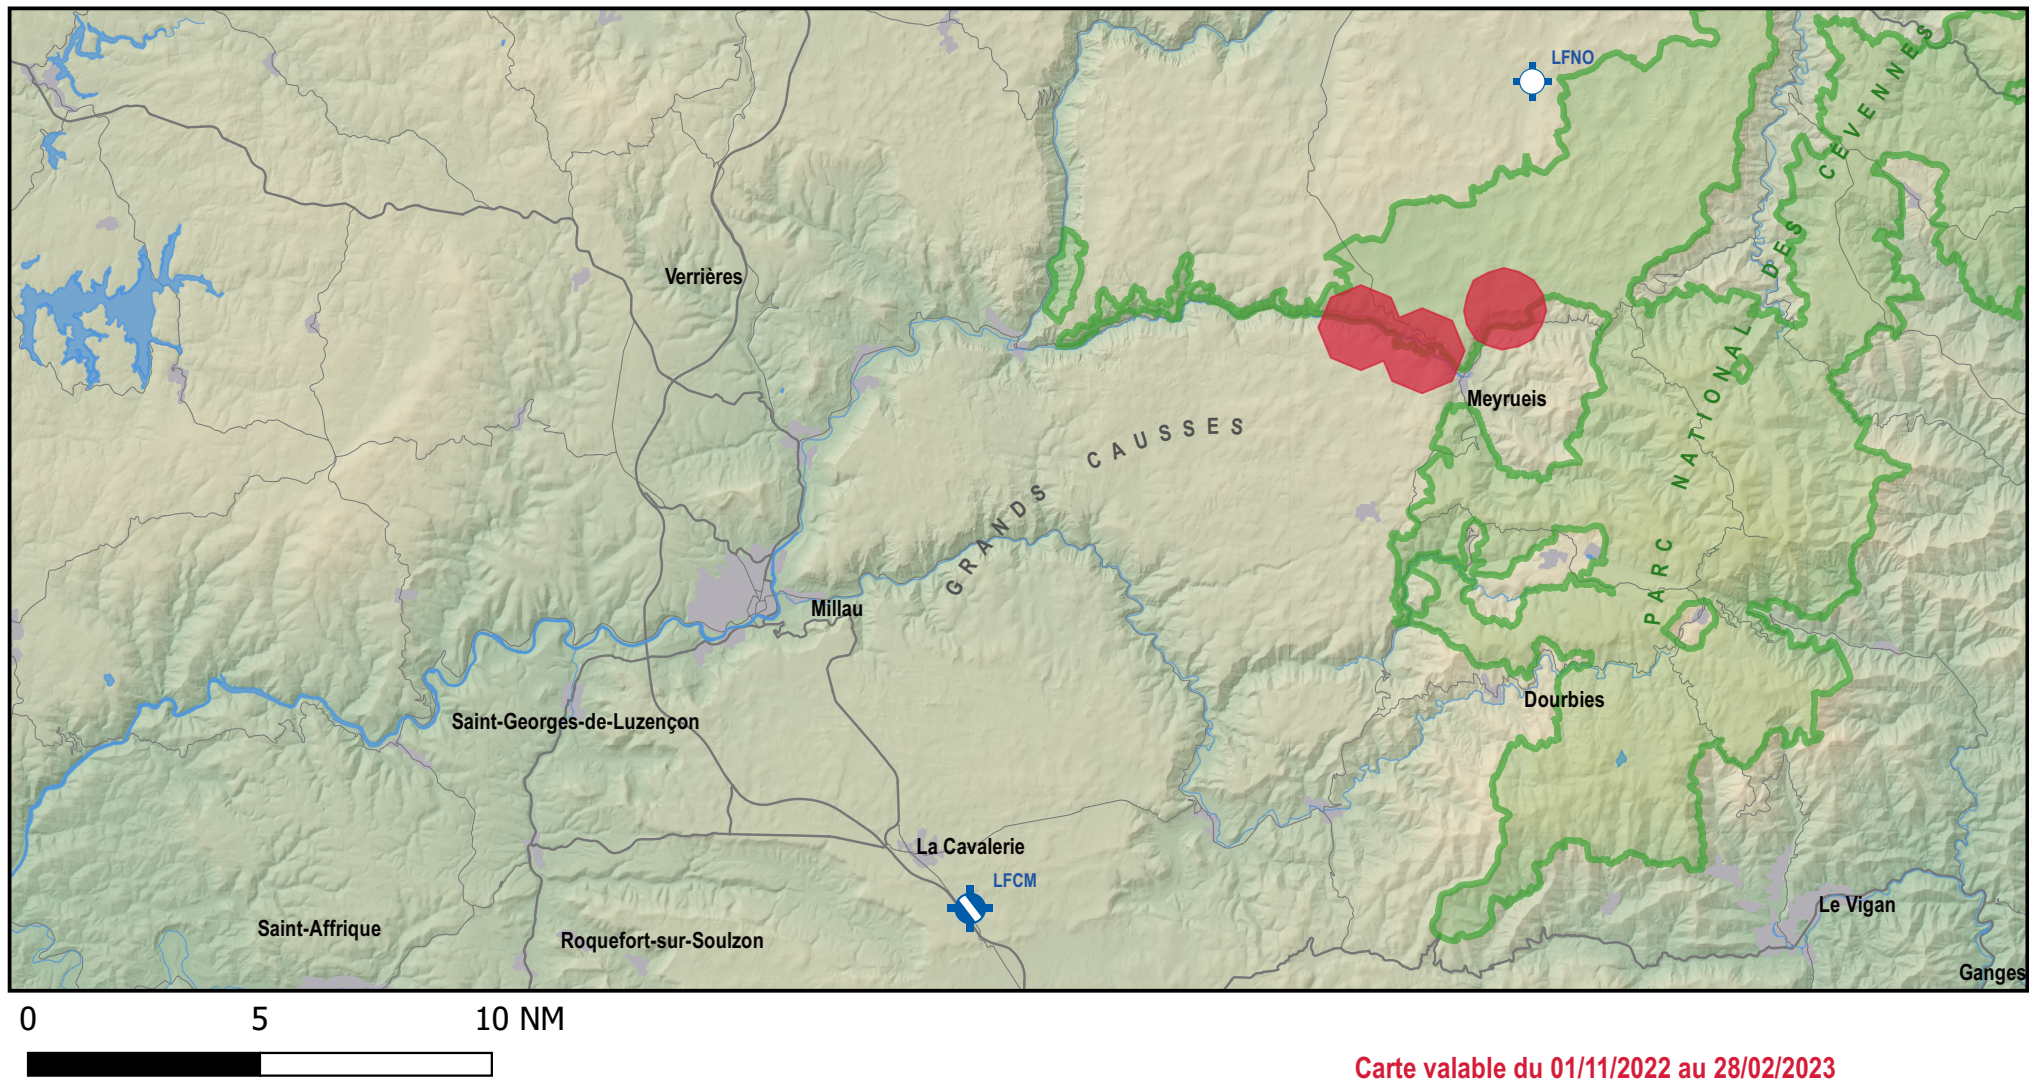 LFNO
PARC NATIONAL DES CÉVENNES
Verrières
Meyrueis
GRANDS CAUSSES
Millau
Dourbies
Saint-Georges-de-Luzençon
La Cavalerie
LFCM
Le Vigan
Saint-Affrique
Roquefort-sur-Soulzon
Ganges
0 5 10 NM
Carte valable du 01/11/2022 au 28/02/2023